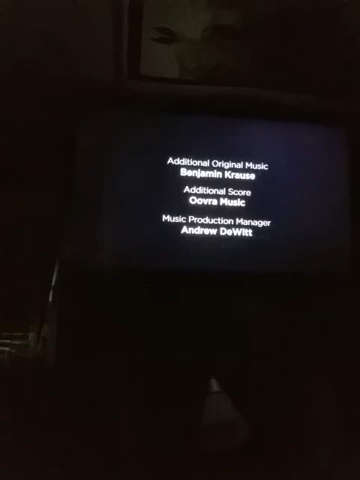 Additional Original Music
Benjamin Krause
Additional Score
Oovra Music
Music Production Manager
Andrew DeWitt